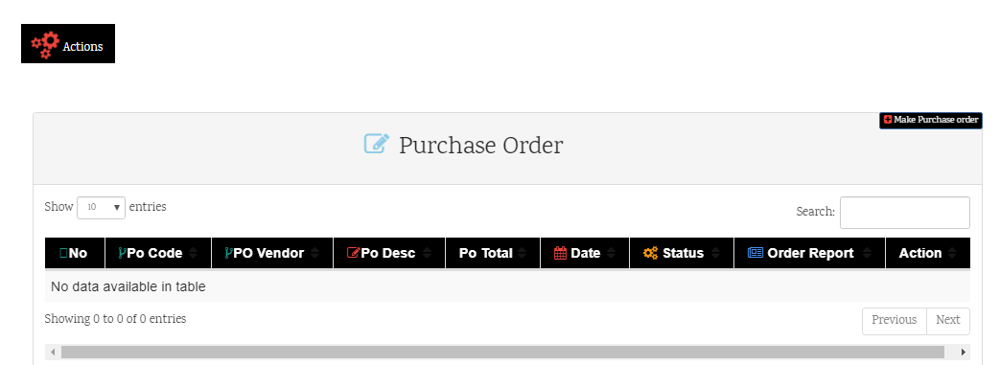 Actions
Make Purchase order
Purchase Order
Show 10 entries
Search:
No Po Code PO Vendor Po Desc Po Total Date Status Order Report Action
No data available in table
Showing 0 to 0 of 0 entries
Previous Next